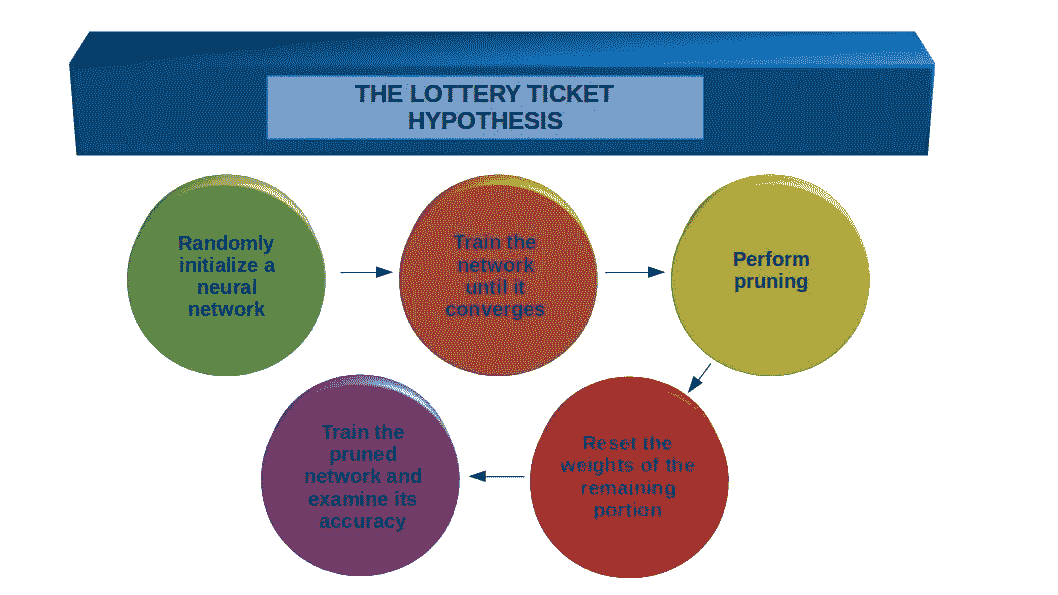 THE LOTTERY TICKET
HYPOTHESIS
Randomly
initialize a
neural
network
Train the
network
until it
converges
Perform
pruning
Reset the
weights of the
remaining
portion
Train the
pruned
network and
examine its
accuracy